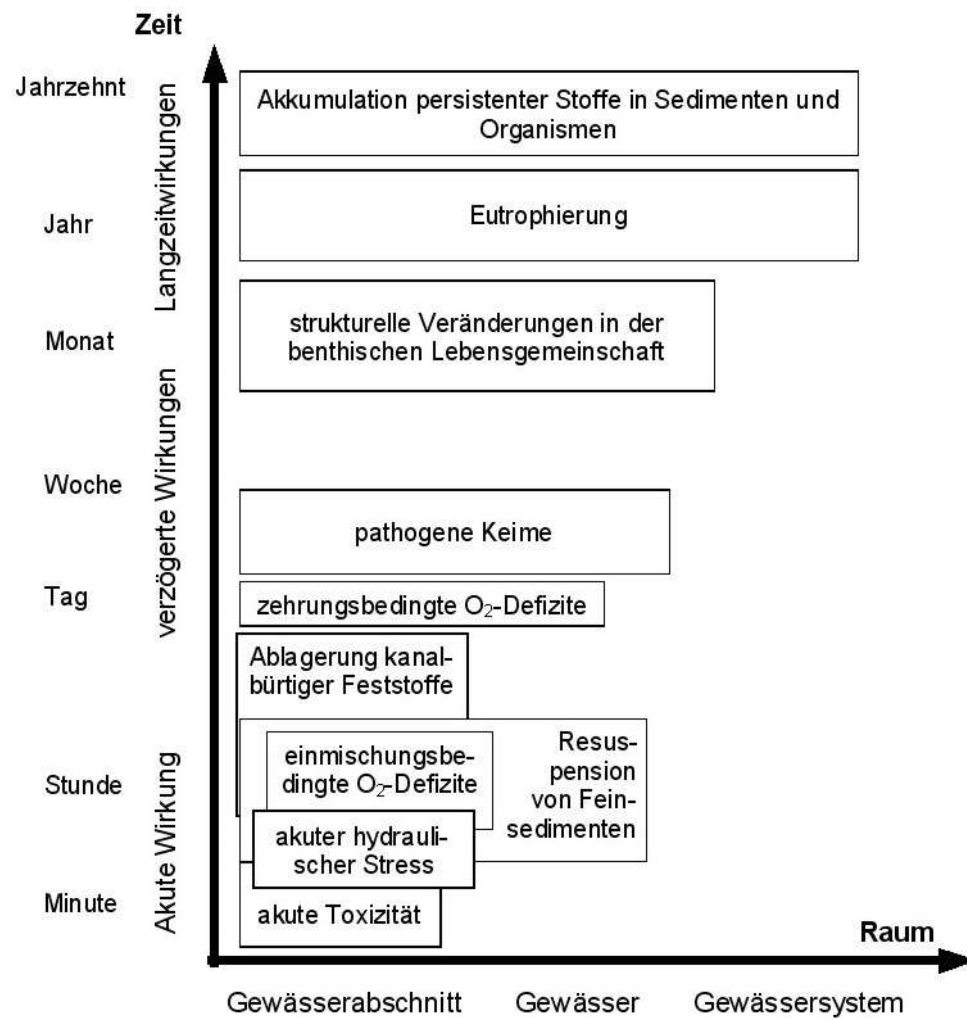 Zeit
Jahrzehnt
Jahr
Monat
Woche
Tag
Stunde
Minute
Langzeitwirkungen
verzögerte Wirkungen
Akute Wirkung
Akkumulation persistenter Stoffe in Sedimenten und
Organismen
Eutrophierung
strukturelle Veränderungen in der
benthischen Lebensgemeinschaft
pathogene Keime
zehrungsbedingte O₂-Defizite
Ablagerung kanal-
bürtiger Feststoffe
einmischungsbe-
dingte O₂-Defizite
Resus-
pension
von Fein-
sedimenten
akuter hydrauli-
scher Stress
akute Toxizität
Raum
Gewässerabschnitt
Gewässer
Gewässersystem